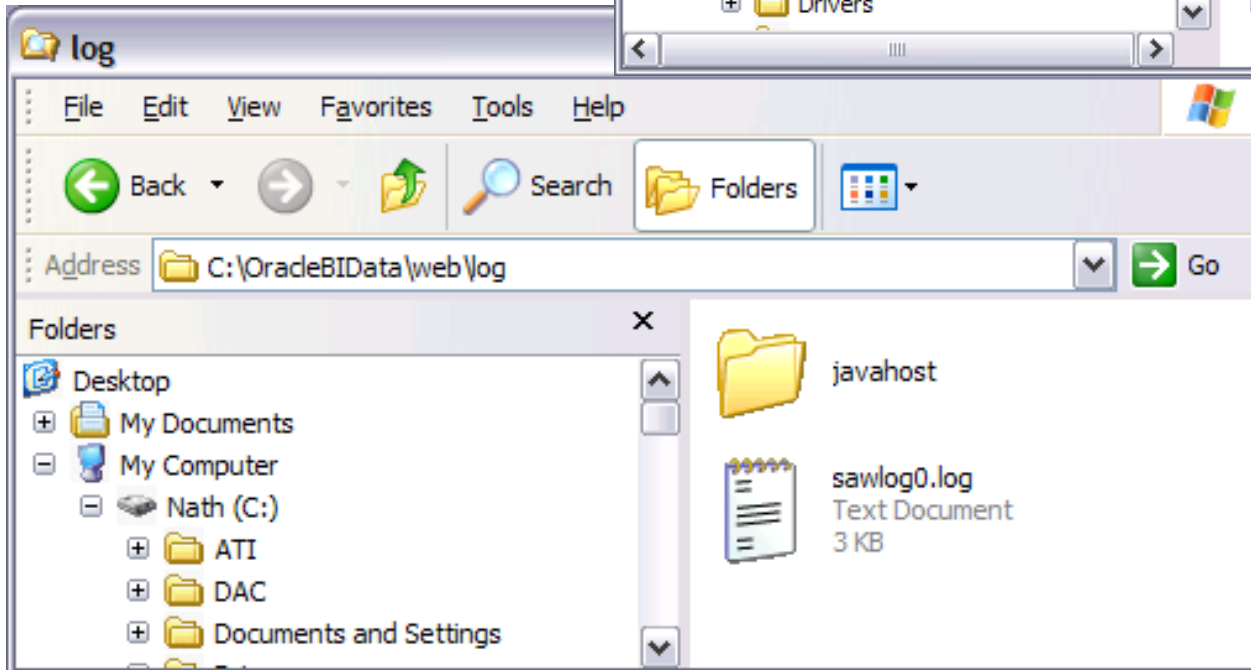 Drivers
log
File Edit View Favorites Tools Help
Back Search Folders
Address C:\OracleBIData\web\log Go
Folders
Desktop
My Documents
My Computer
Nath (C:)
ATI
DAC
Documents and Settings
javahost
sawlog0.log
Text Document
3 KB